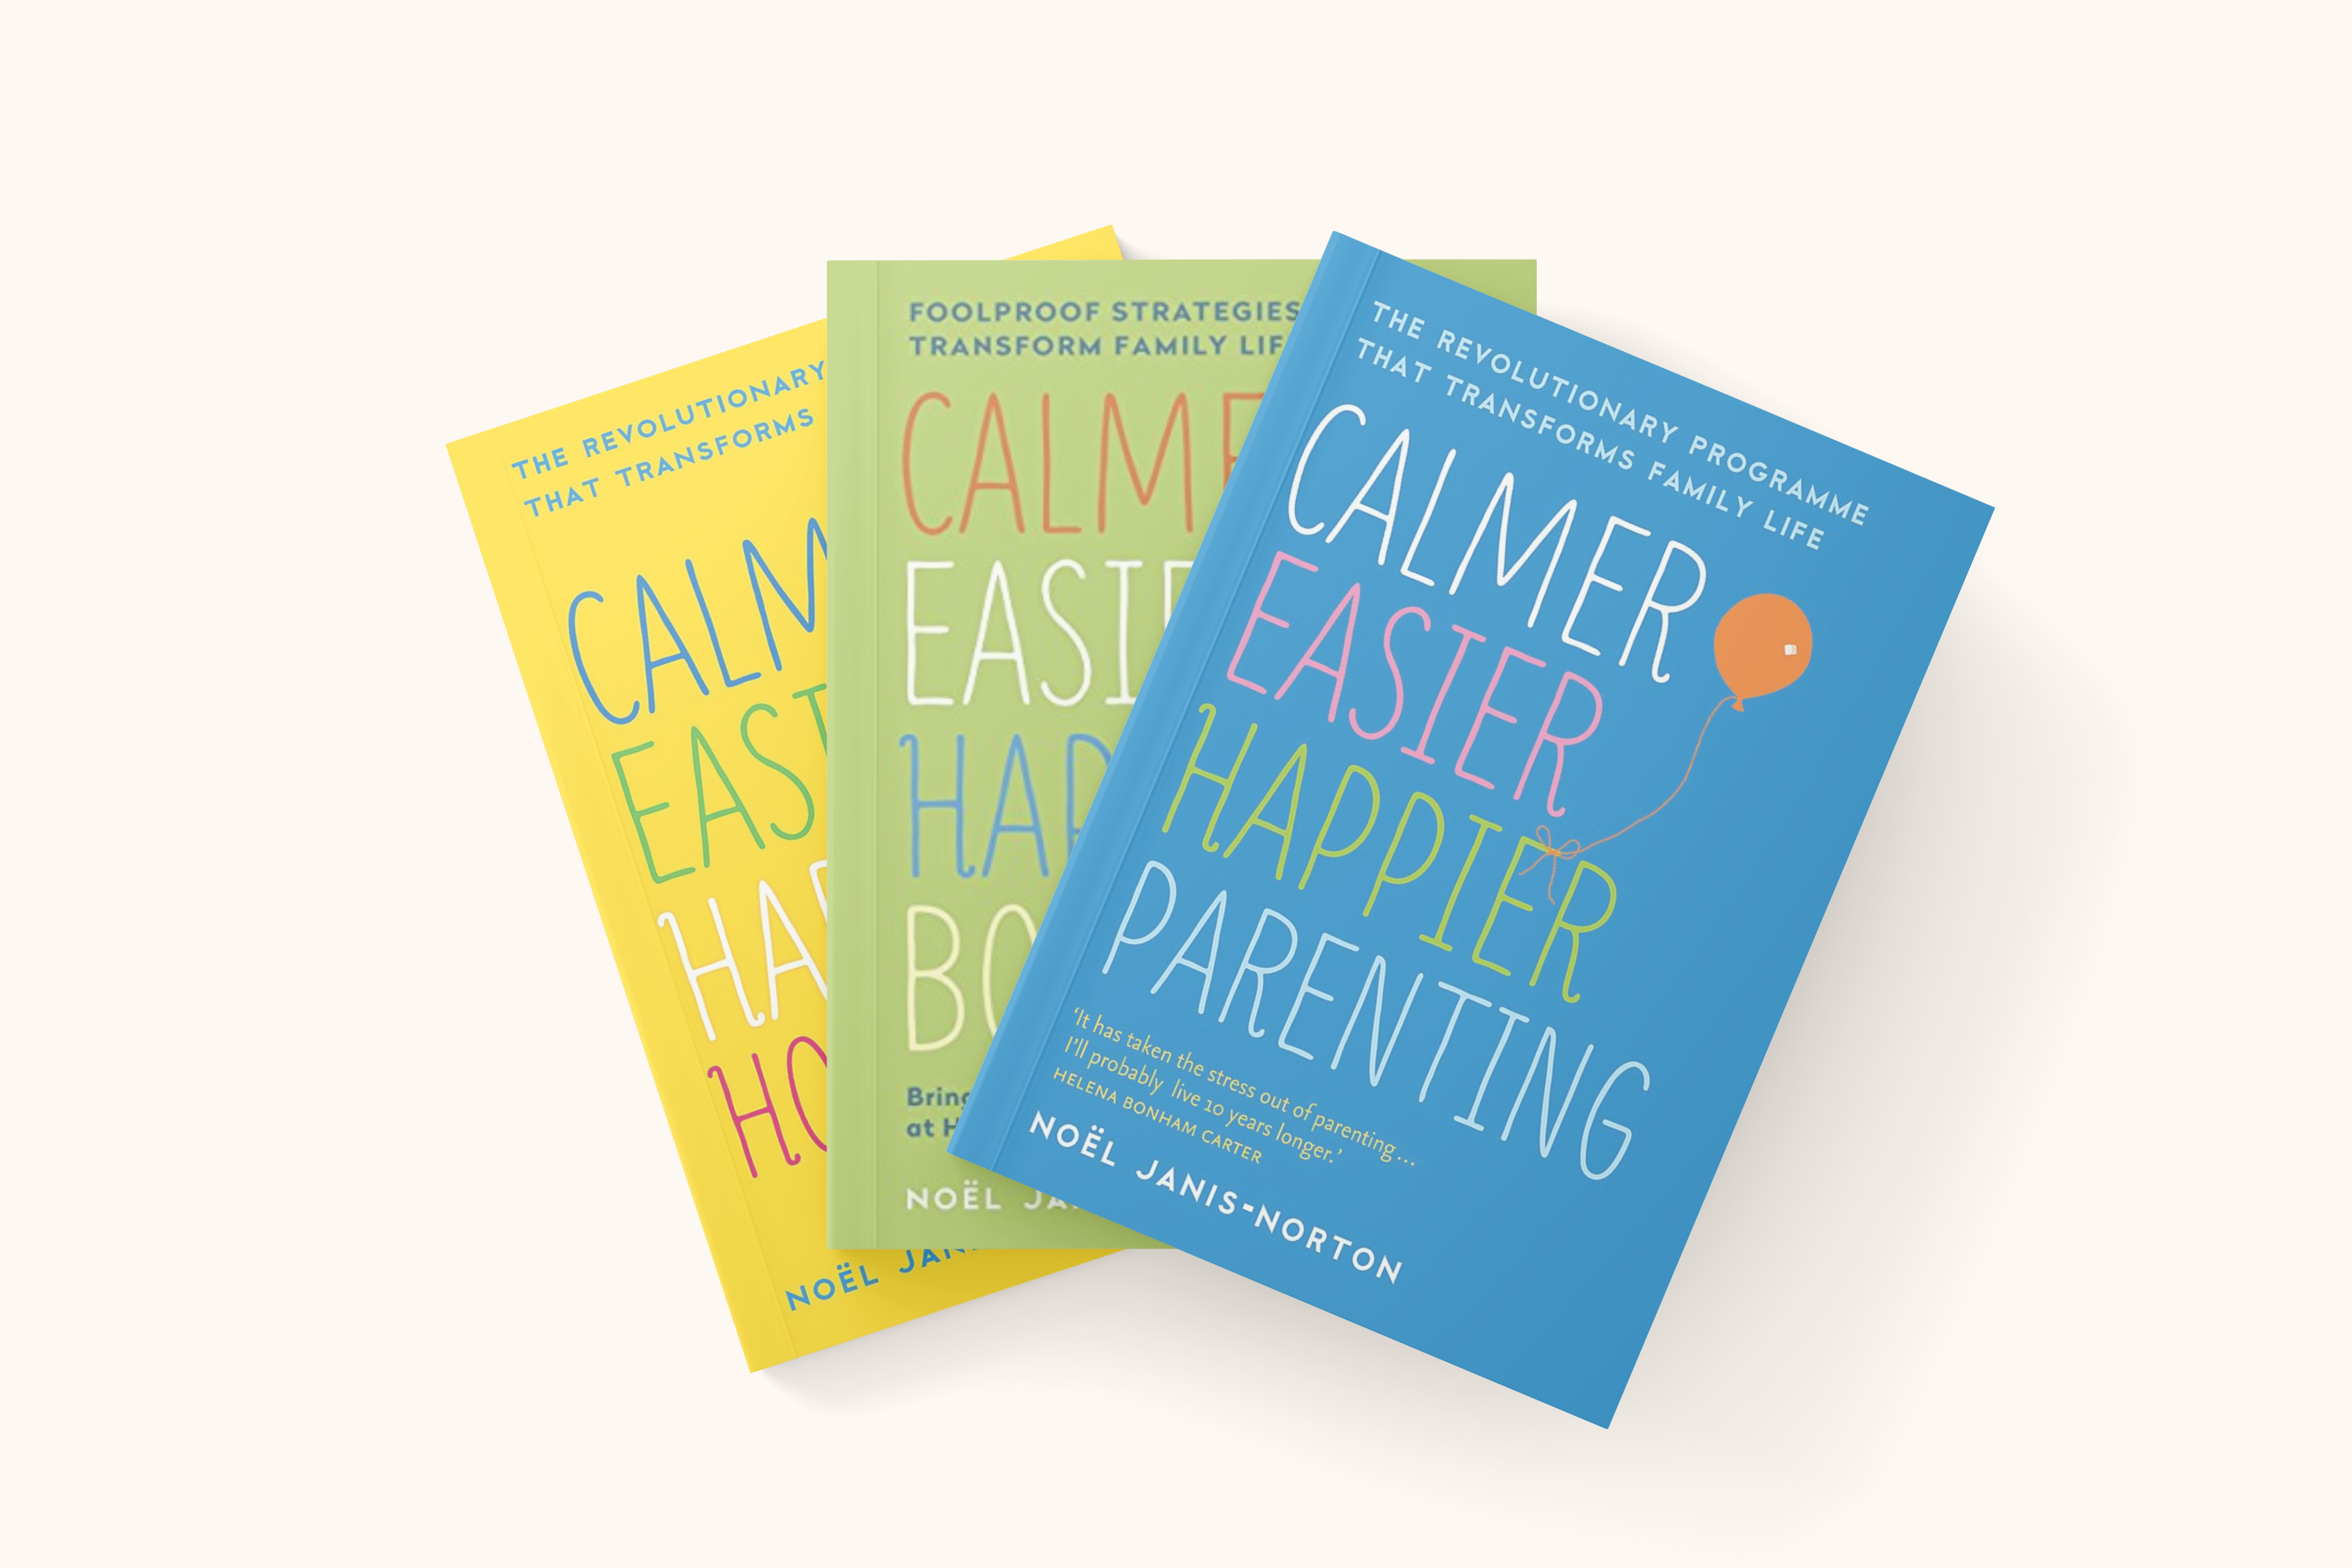 THE REVOLUTIONARY
THAT TRANSFORMS
CALM
EAS
HAP
HO
NOËL JAN
FOOLPROOF STRATEGIES
TRANSFORM FAMILY LIF
CALME
EASIE
HAP
BO
Bring
at H
NOËL JA
THE REVOLUTIONARY PROGRAMME
THAT TRANSFORMS FAMILY LIFE
CALMER
EASIER
HAPPIER
PARENTING
‘It has taken the stress out of parenting...
I’ll probably live 10 years longer.’
HELENA BONHAM CARTER
NOËL JANIS-NORTON